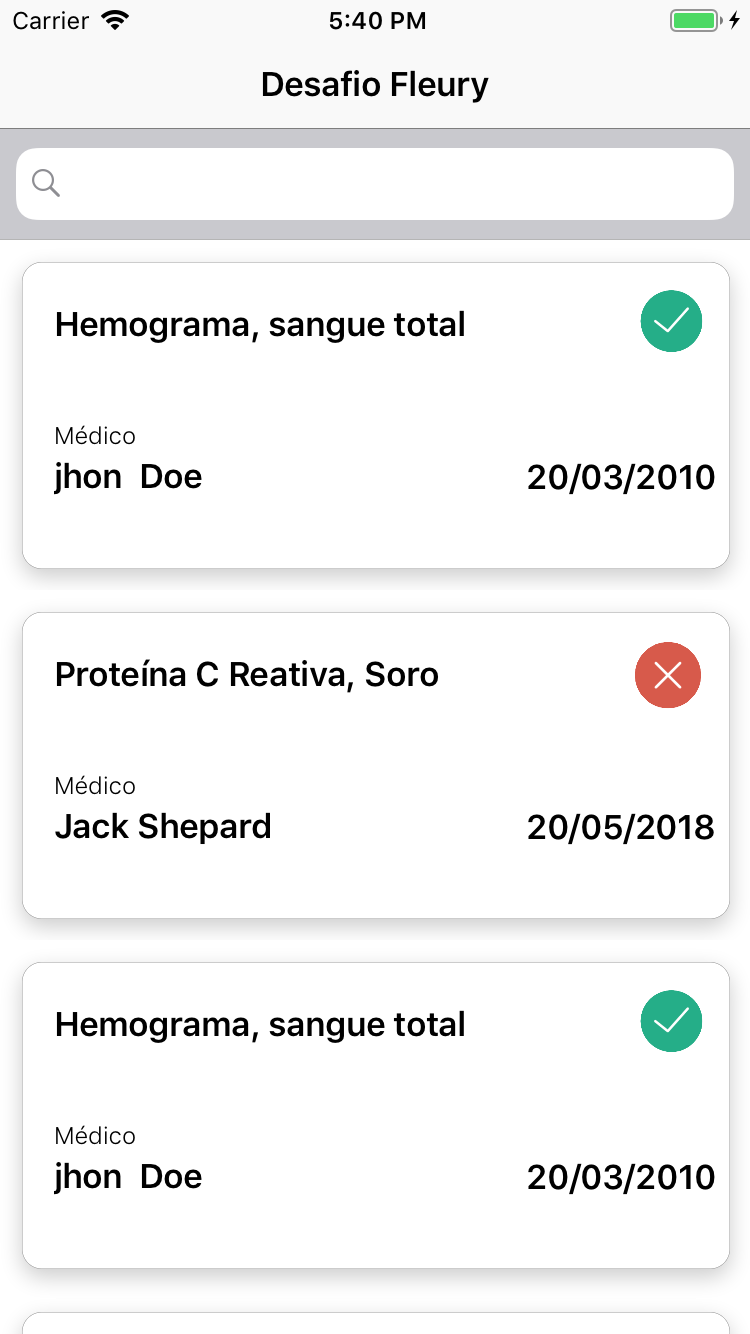 Carrier 5:40 PM
Desafio Fleury
Hemograma, sangue total
Médico
jhon  Doe 20/03/2010
Proteína C Reativa, Soro
Médico
Jack Shepard 20/05/2018
Hemograma, sangue total
Médico
jhon  Doe 20/03/2010